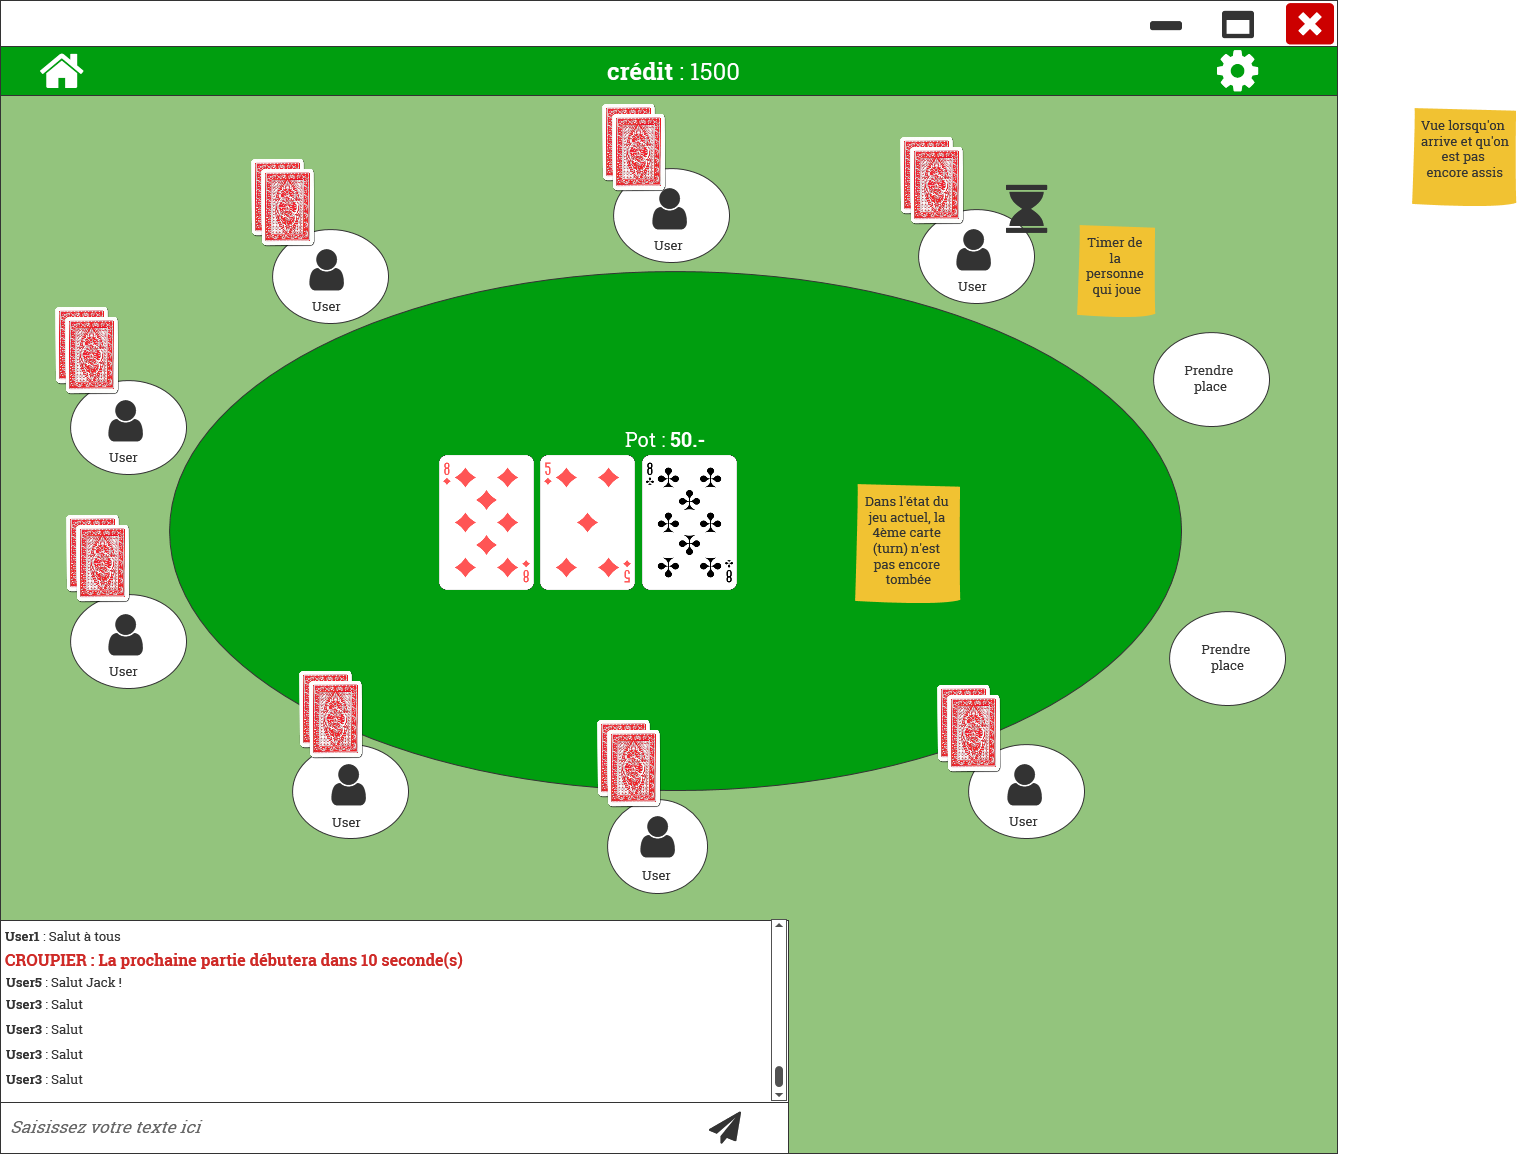 crédit : 1500
Vue lorsqu'on
arrive et qu'on
est pas
encore assis
User
User
User
Timer de
la
personne
qui joue
User
Prendre
place
Pot : 50.-
8
5
8
8
5
8
Dans l'état du
jeu actuel, la
4ème carte
(turn) n'est
pas encore
tombée
User
Prendre
place
User
User
User
User1 : Salut à tous
CROUPIER : La prochaine partie débutera dans 10 seconde(s)
User5 : Salut Jack !
User3 : Salut
User3 : Salut
User3 : Salut
User3 : Salut
Saisissez votre texte ici